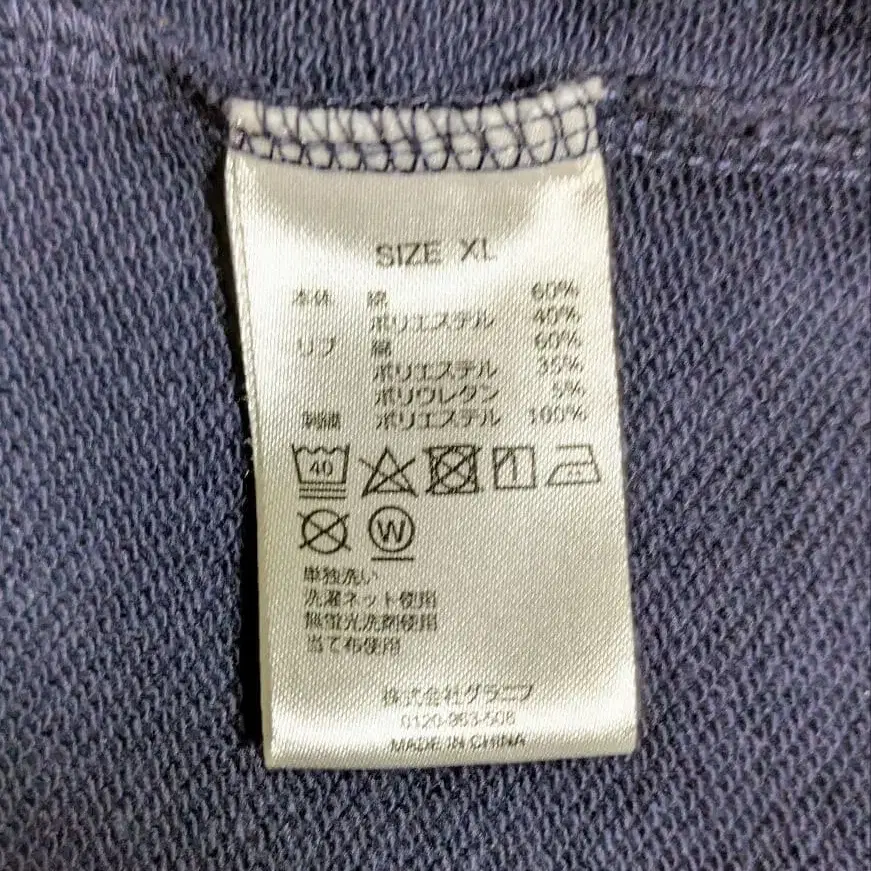 SIZE XL
本体 綿 60%
ポリエステル 40%
リブ 綿 60%
ポリエステル 35%
ポリウレタン 5%
刺繍 ポリエステル 100%
40
W
単独洗い
洗濯ネット使用
無蛍光洗剤使用
当て布使用
株式会社グラニフ
0120-963-506
MADE IN CHINA